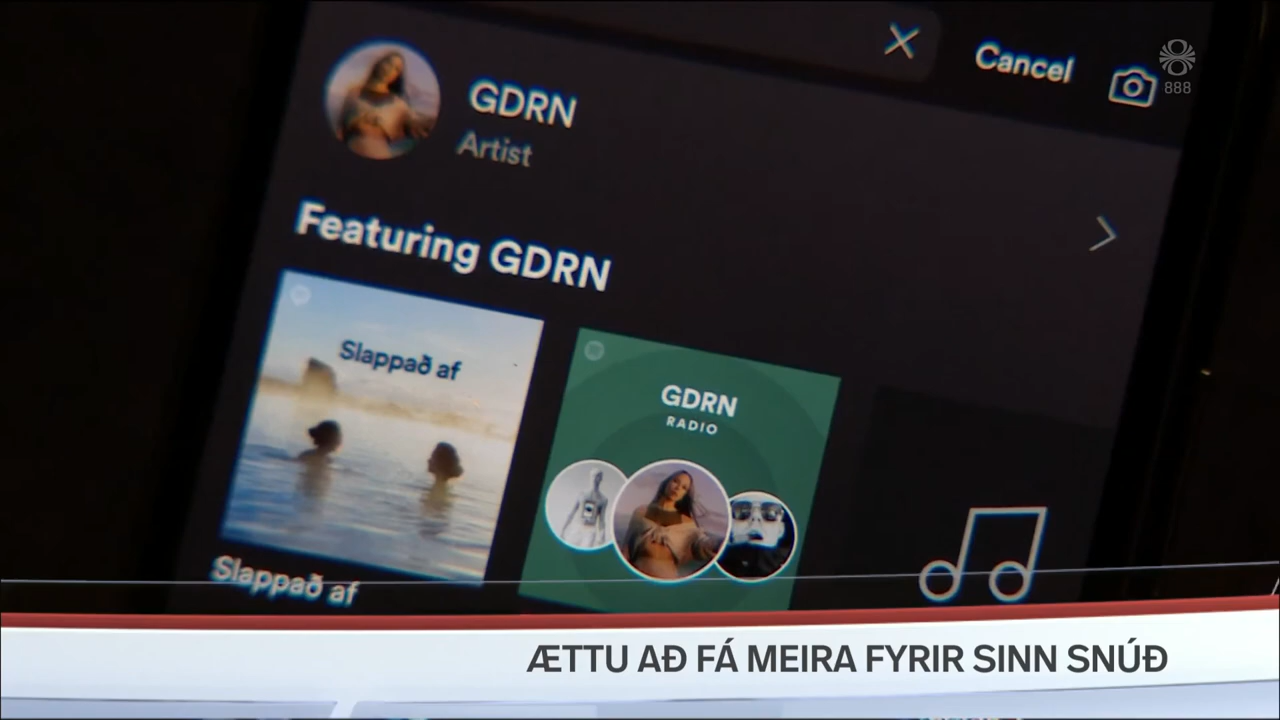 Cancel
888
GDRN
Artist
Featuring GDRN
Slappað af
GDRN
RADIO
Slappað af
ÆTTU AÐ FÁ MEIRA FYRIR SINN SNÚÐ